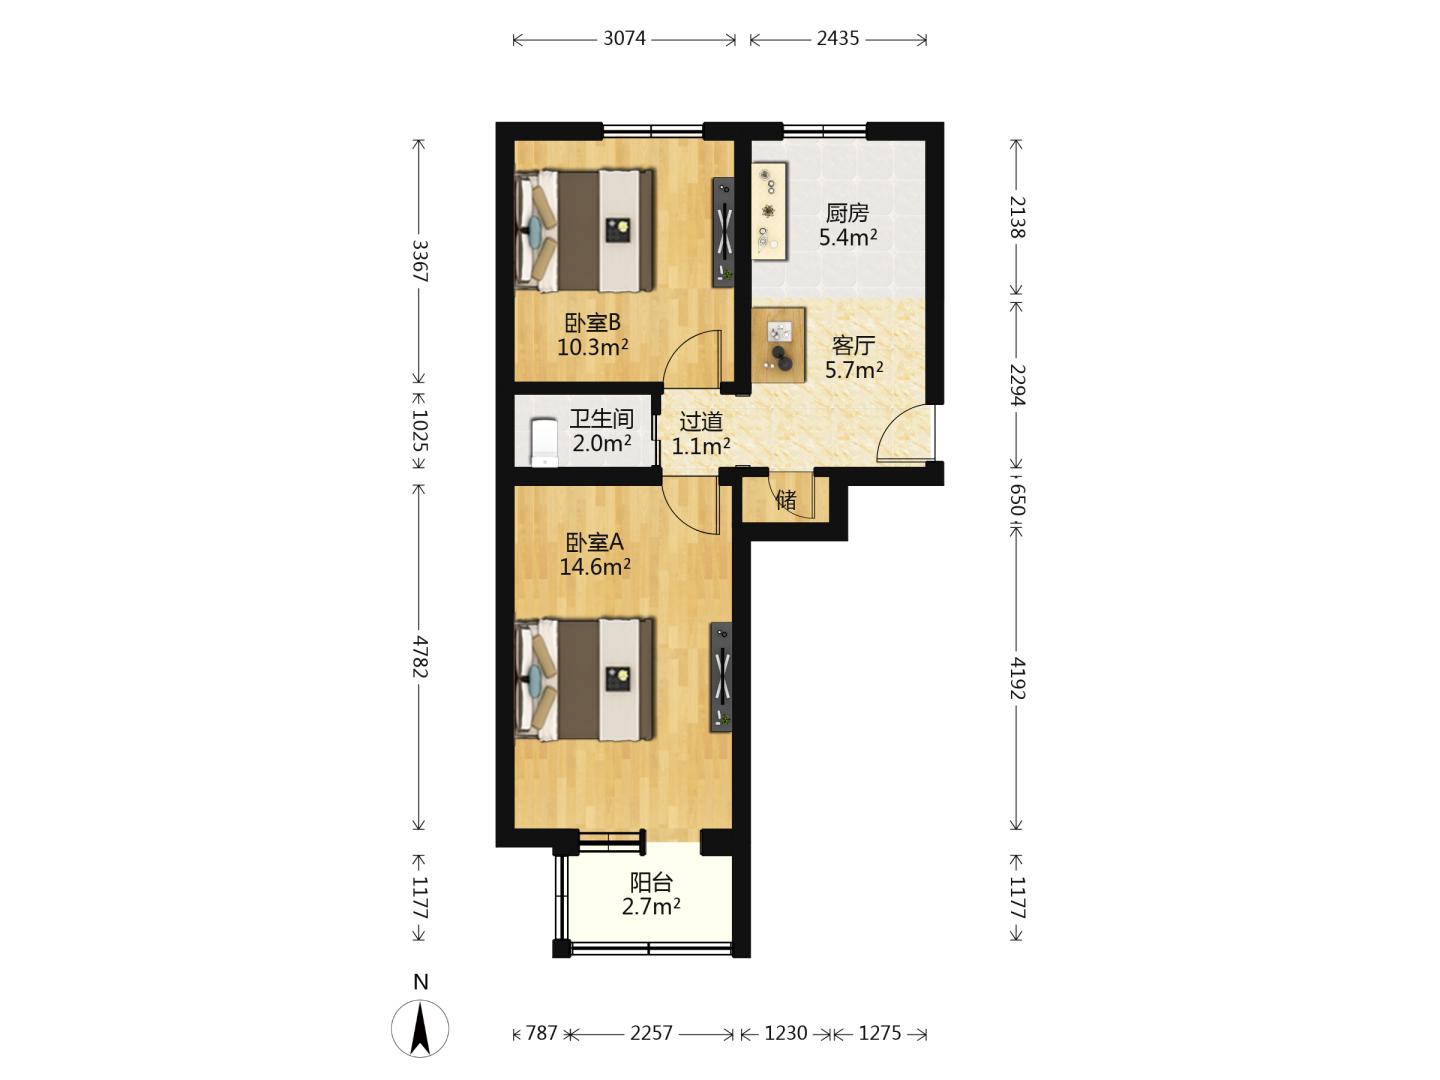 3074
2435
厨房
5.4m²
2138
3367
卧室B
10.3m²
客厅
5.7m²
2294
1025
卫生间
2.0m²
过道
1.1m²
储
650
卧室A
14.6m²
4782
4192
阳台
2.7m²
1177
1177
N
787
2257
1230
1275